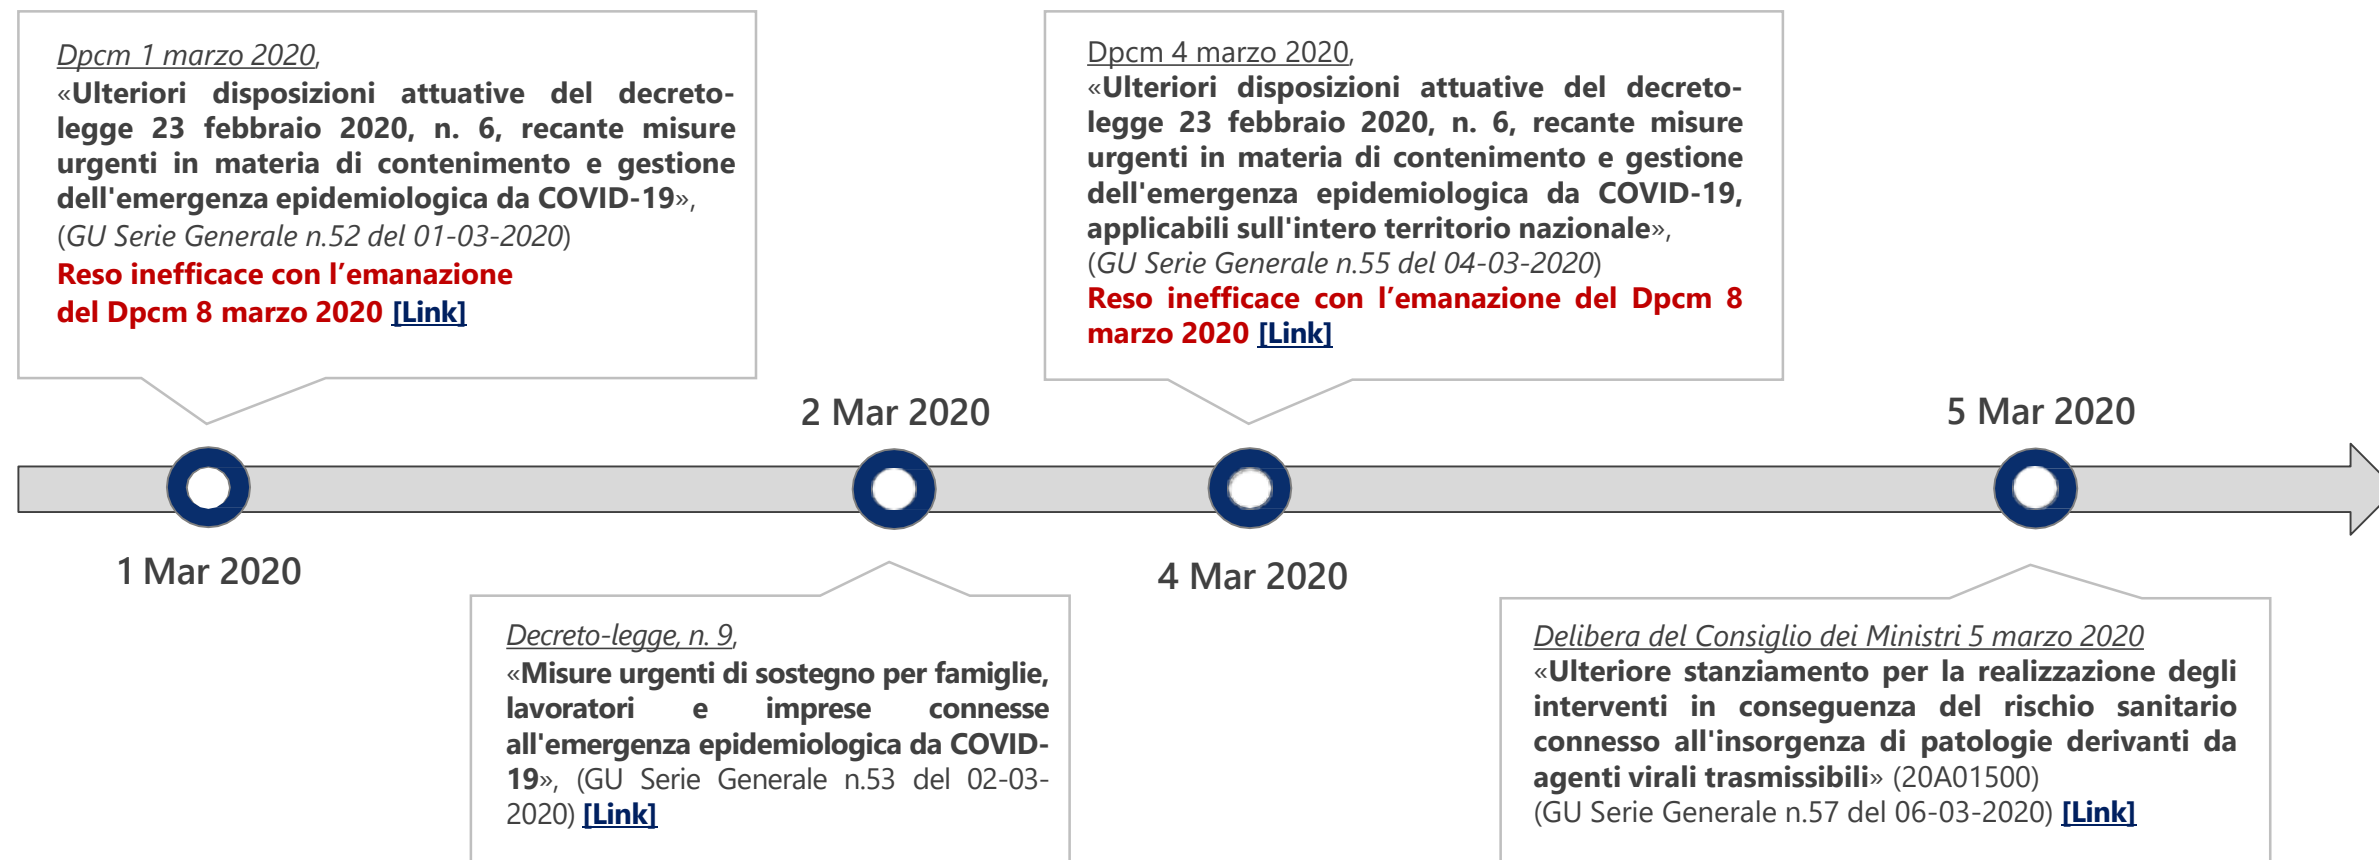 Dpcm 1 marzo 2020,
«Ulteriori disposizioni attuative del decreto-
legge 23 febbraio 2020, n. 6, recante misure
urgenti in materia di contenimento e gestione
dell'emergenza epidemiologica da COVID-19»,
(GU Serie Generale n.52 del 01-03-2020)
Reso inefficace con l’emanazione
del Dpcm 8 marzo 2020 [Link]
Dpcm 4 marzo 2020,
«Ulteriori disposizioni attuative del decreto-
legge 23 febbraio 2020, n. 6, recante misure
urgenti in materia di contenimento e gestione
dell'emergenza epidemiologica da COVID-19,
applicabili sull'intero territorio nazionale»,
(GU Serie Generale n.55 del 04-03-2020)
Reso inefficace con l’emanazione del Dpcm 8
marzo 2020 [Link]
2 Mar 2020
5 Mar 2020
1 Mar 2020
4 Mar 2020
Decreto-legge, n. 9,
«Misure urgenti di sostegno per famiglie,
lavoratori e imprese connesse
all'emergenza epidemiologica da COVID-
19», (GU Serie Generale n.53 del 02-03-
2020) [Link]
Delibera del Consiglio dei Ministri 5 marzo 2020
«Ulteriore stanziamento per la realizzazione degli
interventi in conseguenza del rischio sanitario
connesso all'insorgenza di patologie derivanti da
agenti virali trasmissibili» (20A01500)
(GU Serie Generale n.57 del 06-03-2020) [Link]